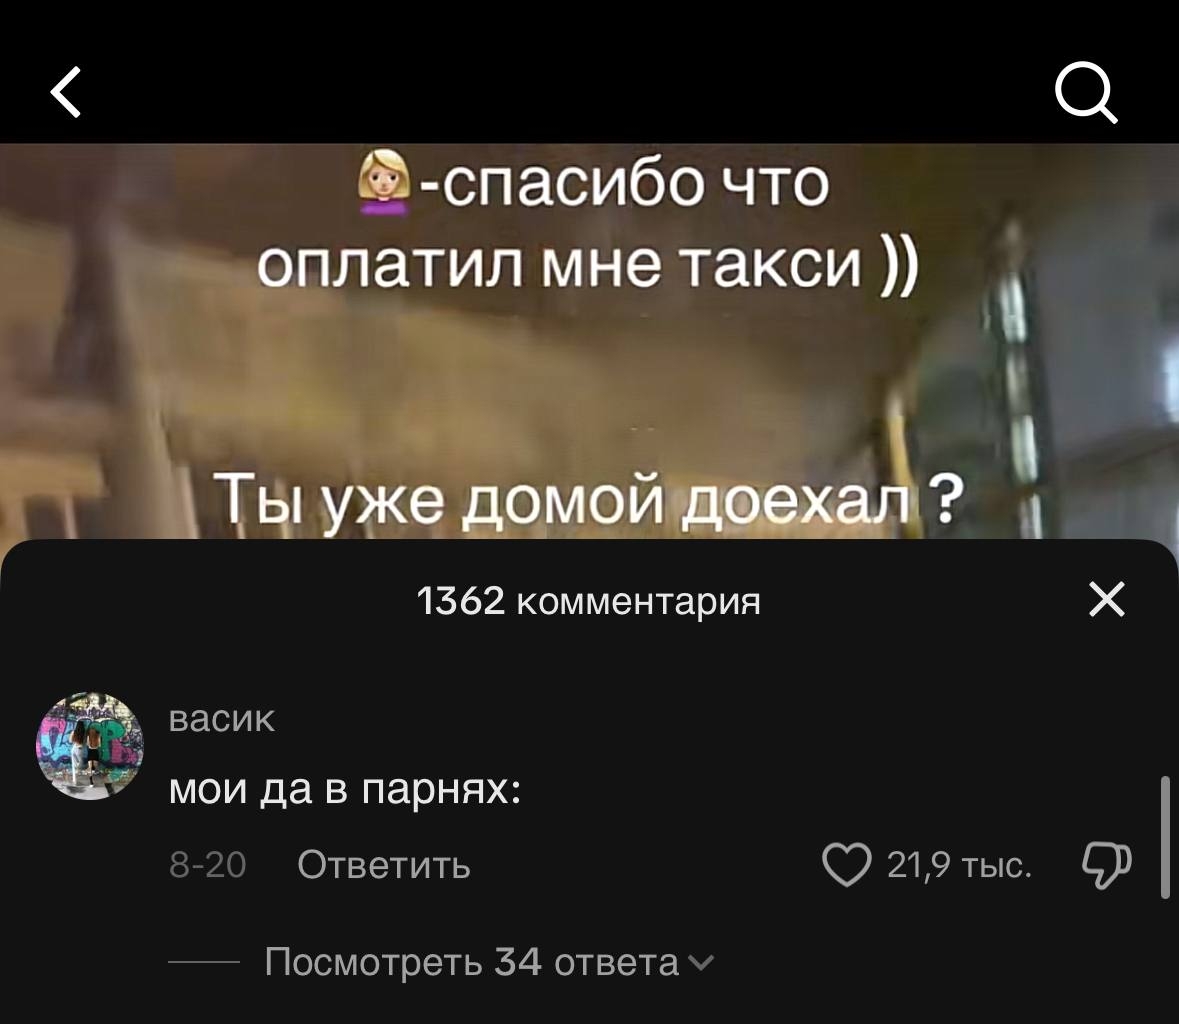 🙍🏼‍♀️-спасибо что
оплатил мне такси ))
Ты уже домой доехал ?
1362 комментария
васик
мои да в парнях:
8-20 Ответить 21,9 тыс.
Посмотреть 34 ответа